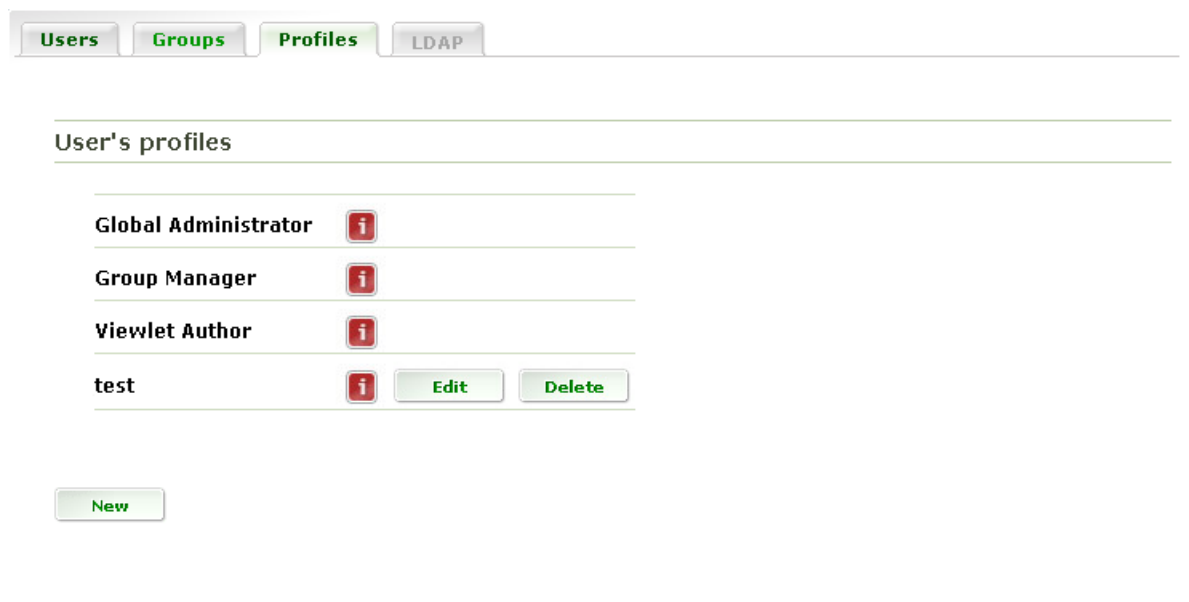 Users Groups Profiles LDAP
User's profiles
Global Administrator i
Group Manager i
Viewlet Author i
test i Edit Delete
New